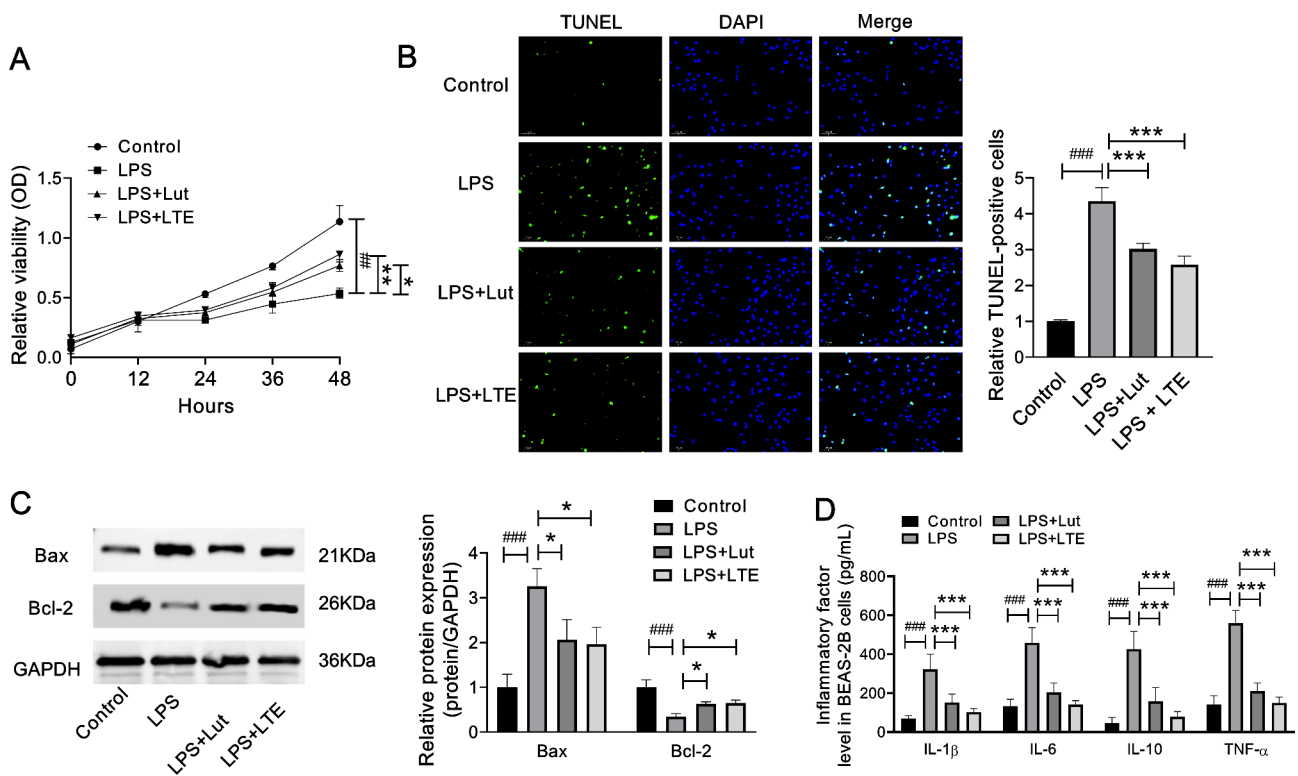 A
Control
LPS
LPS+Lut
LPS+LTE
Relative viability (OD)
1.5
1.0
0.5
0.0
0 12 24 36 48
Hours
##
**
*
B
TUNEL DAPI Merge
Control
LPS
LPS+Lut
LPS+LTE
Relative TUNEL-positive cells
5
4
3
2
1
0
###
***
***
Control
LPS
LPS+Lut
LPS + LTE
C
Bax 21KDa
Bcl-2 26KDa
GAPDH 36KDa
Control
LPS
LPS+Lut
LPS+LTE
Relative protein expression
(protein/GAPDH)
4
3
2
1
0
Control
LPS
LPS+Lut
LPS+LTE
###
*
*
###
*
*
Bax Bcl-2
D
Control LPS+Lut
LPS LPS+LTE
Inflammatory factor
level in BEAS-2B cells (pg/mL)
800
600
400
200
0
###
***
***
###
***
***
###
***
***
###
***
***
IL-1β IL-6 IL-10 TNF-α